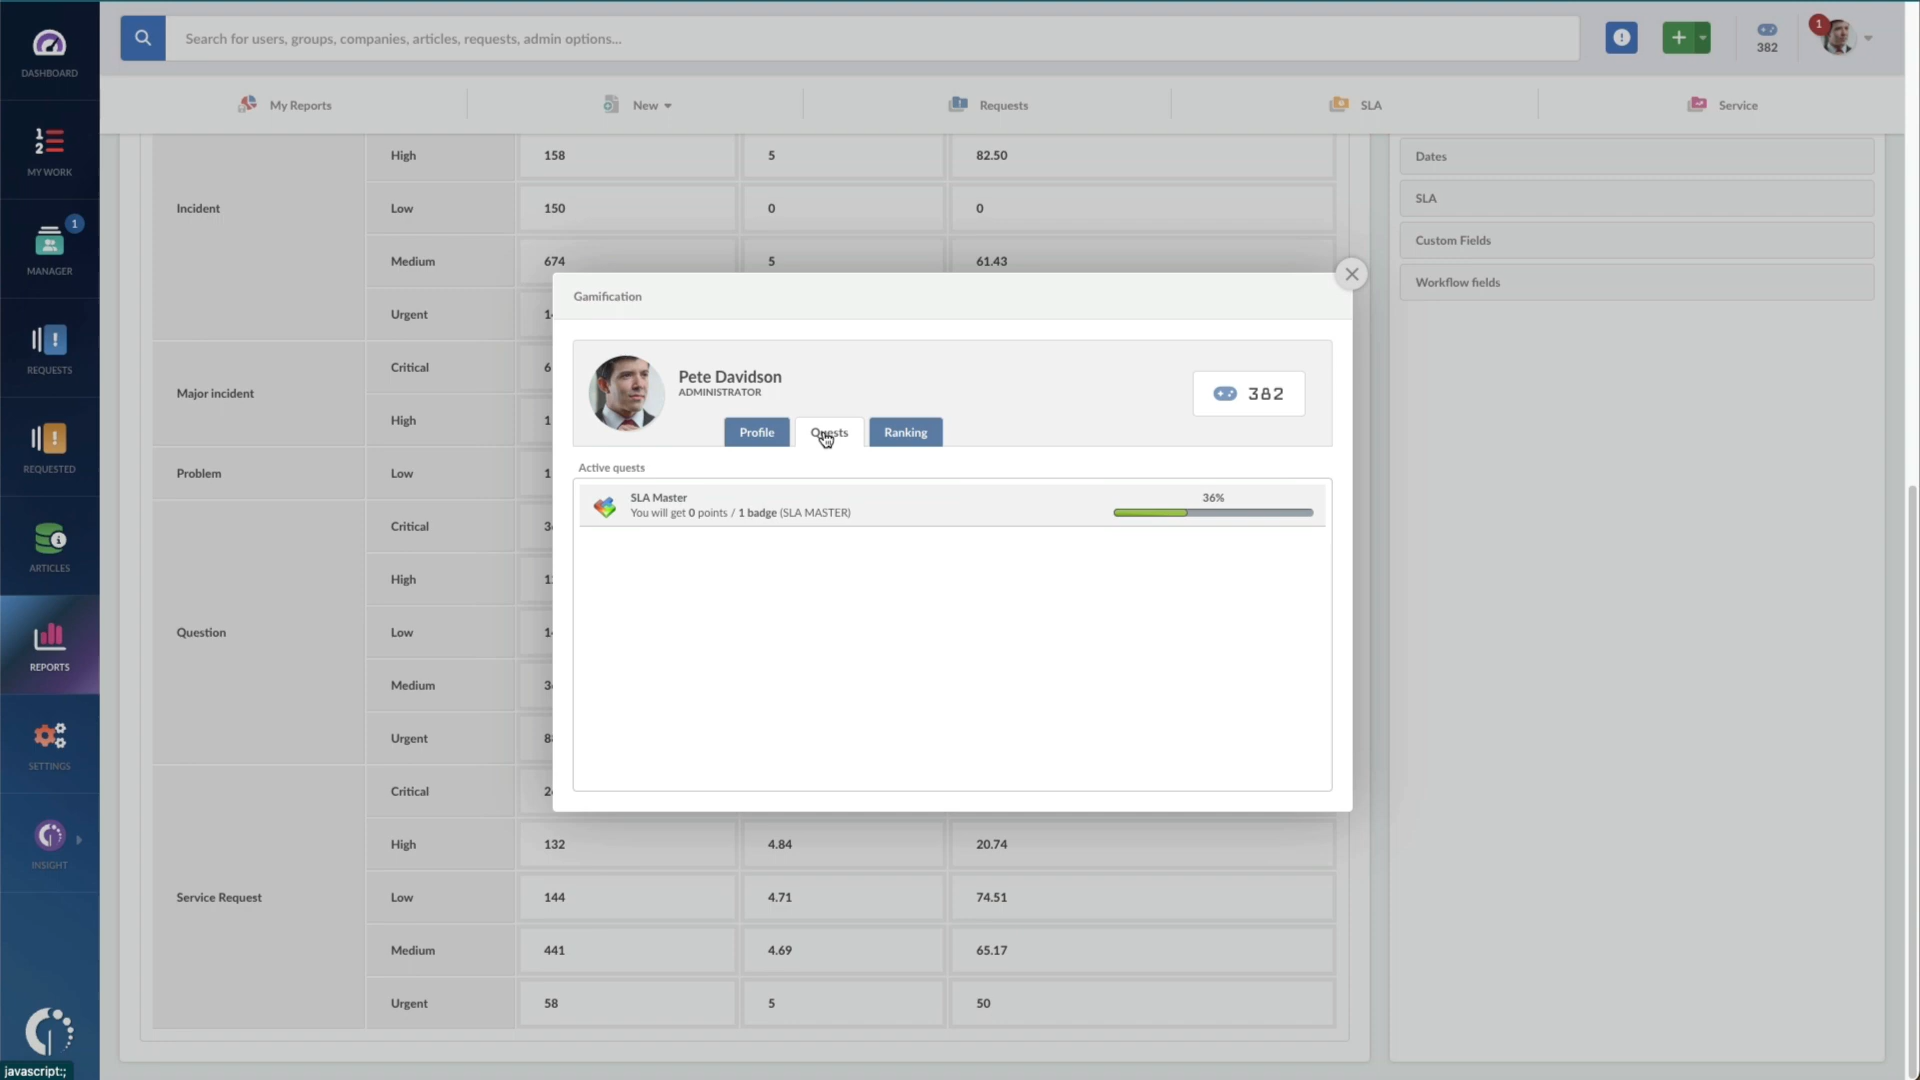 DASHBOARD
Search for users, groups, companies, articles, requests, admin options...
382
1
My Reports
New
Requests
SLA
Service
1
2
MY WORK
1
MANAGER
REQUESTS
REQUESTED
ARTICLES
REPORTS
SETTINGS
INSIGHT
Incident
High 158 5 82.50
Low 150 0 0
Medium 674 5 61.43
Urgent
Major incident
Critical
High
Problem
Low
Question
Critical
High
Low
Medium
Urgent
Service Request
Critical
High 132 4.84 20.74
Low 144 4.71 74.51
Medium 441 4.69 65.17
Urgent 58 5 50
Dates
SLA
Custom Fields
Workflow fields
Gamification
Pete Davidson
ADMINISTRATOR
382
Profile
Quests
Ranking
Active quests
SLA Master
36%
You will get 0 points / 1 badge (SLA MASTER)
javascript:;